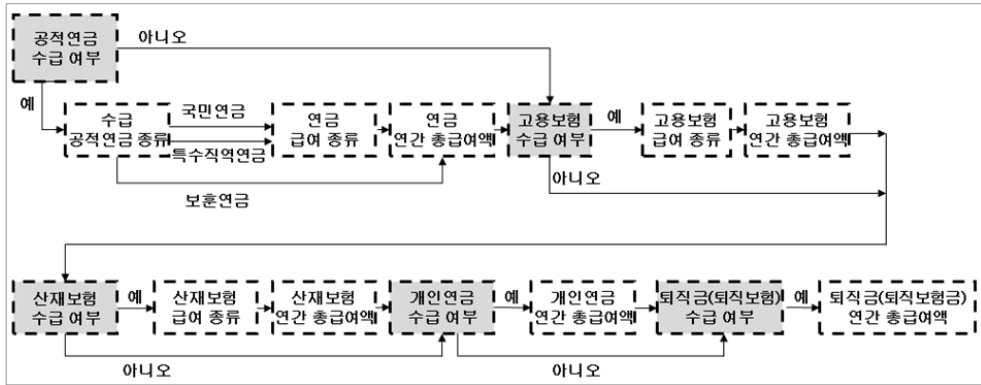 공적연금
수급 여부
아니오
예
수급
공적연금 종류
국민연금
특수직역연금
보훈연금
연금
급여 종류
연금
연간 총급여액
고용보험
수급 여부
예
아니오
고용보험
급여 종류
고용보험
연간 총급여액
산재보험
수급 여부
예
아니오
산재보험
급여 종류
산재보험
연간 총급여액
개인연금
수급 여부
예
아니오
개인연금
연간 총급여액
퇴직금(퇴직보험)
수급 여부
예
퇴직금(퇴직보험금)
연간 총급여액